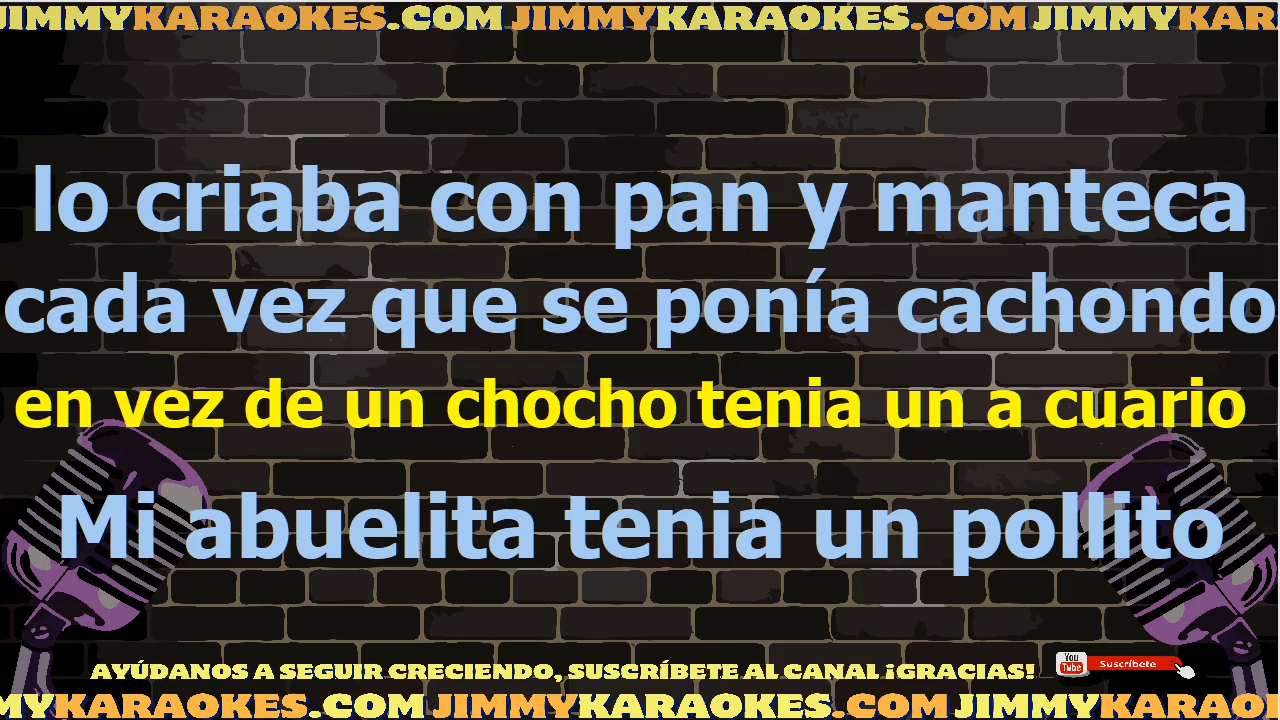 JIMMYKARAOKES.COM JIMMYKARAOKES.COM JIMMYKAR
lo criaba con pan y manteca
cada vez que se ponía cachondo
en vez de un chocho tenia un a cuario
Mi abuelita tenia un pollito
AYÚDANOS A SEGUIR CRECIENDO, SUSCRÍBETE AL CANAL ¡GRACIAS!
You Tube Suscríbete
MYKARAOKES.COM JIMMYKARAOKES.COM JIMMYKARAO